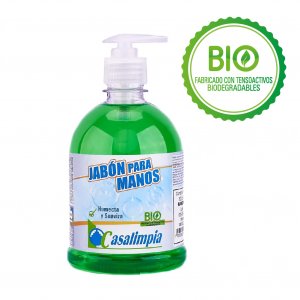 BIO
FABRICADO CON TENSOACTIVOS
BIODEGRADABLES
JABÓN PARA
MANOS
Humecta
y Suaviza
BIO
Casalimpia